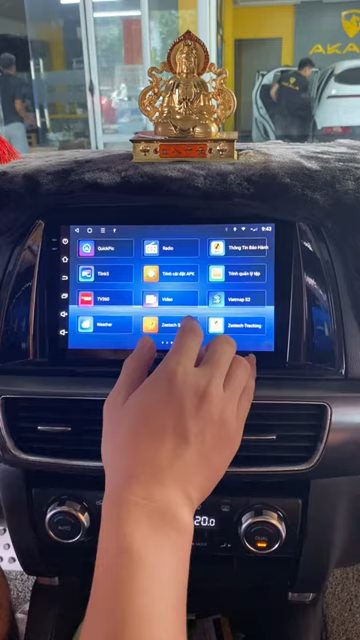 AKA
9:43
QuickPic
Radio
Thông Tin Bảo Hành
Trình cài đặt APK
Trình quản lý tệp
TV360
Video
Vietmap S2
Weather
Zestech S
Zestech Tracking
AUTO
20.0
DUAL